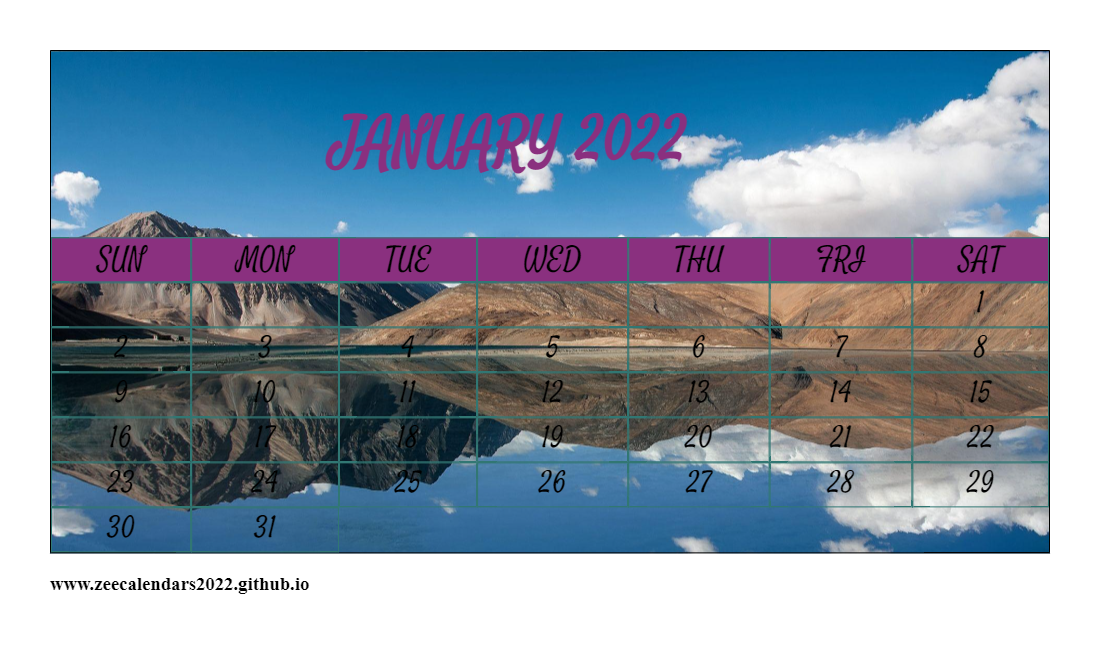 JANUARY 2022
SUN MON TUE WED THU FRI SAT
1
2 3 4 5 6 7 8
9 10 11 12 13 14 15
16 17 18 19 20 21 22
23 24 25 26 27 28 29
30 31
www.zeecalendars2022.github.io